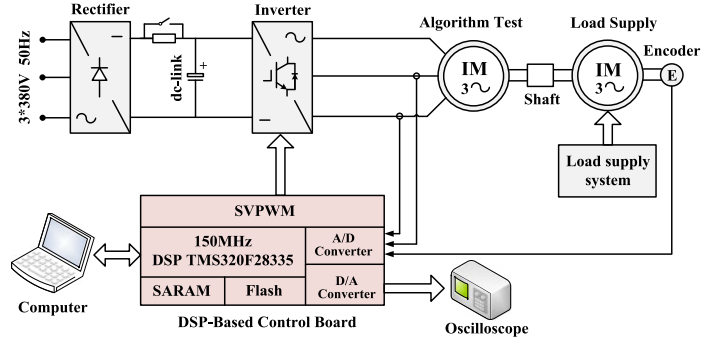 Rectifier
Inverter
Algorithm Test
Load Supply
Encoder
3*380V 50Hz
dc-link
+
IM
3
IM
3
E
Shaft
Load supply
system
SVPWM
150MHz
DSP TMS320F28335
A/D
Converter
SARAM
Flash
D/A
Converter
Computer
DSP-Based Control Board
Oscilloscope